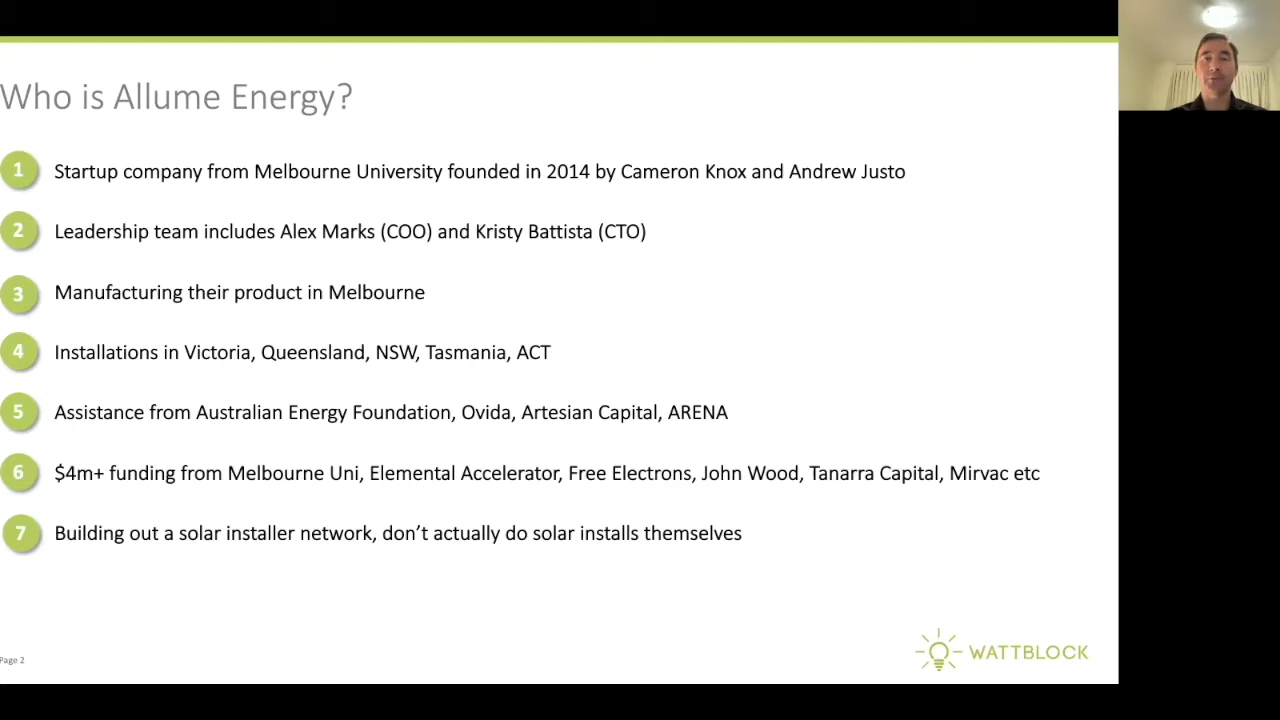 Who is Allume Energy?
1 Startup company from Melbourne University founded in 2014 by Cameron Knox and Andrew Justo
2 Leadership team includes Alex Marks (COO) and Kristy Battista (CTO)
3 Manufacturing their product in Melbourne
4 Installations in Victoria, Queensland, NSW, Tasmania, ACT
5 Assistance from Australian Energy Foundation, Ovida, Artesian Capital, ARENA
6 $4m+ funding from Melbourne Uni, Elemental Accelerator, Free Electrons, John Wood, Tanarra Capital, Mirvac etc
7 Building out a solar installer network, don’t actually do solar installs themselves
WATTBLOCK
Page 2